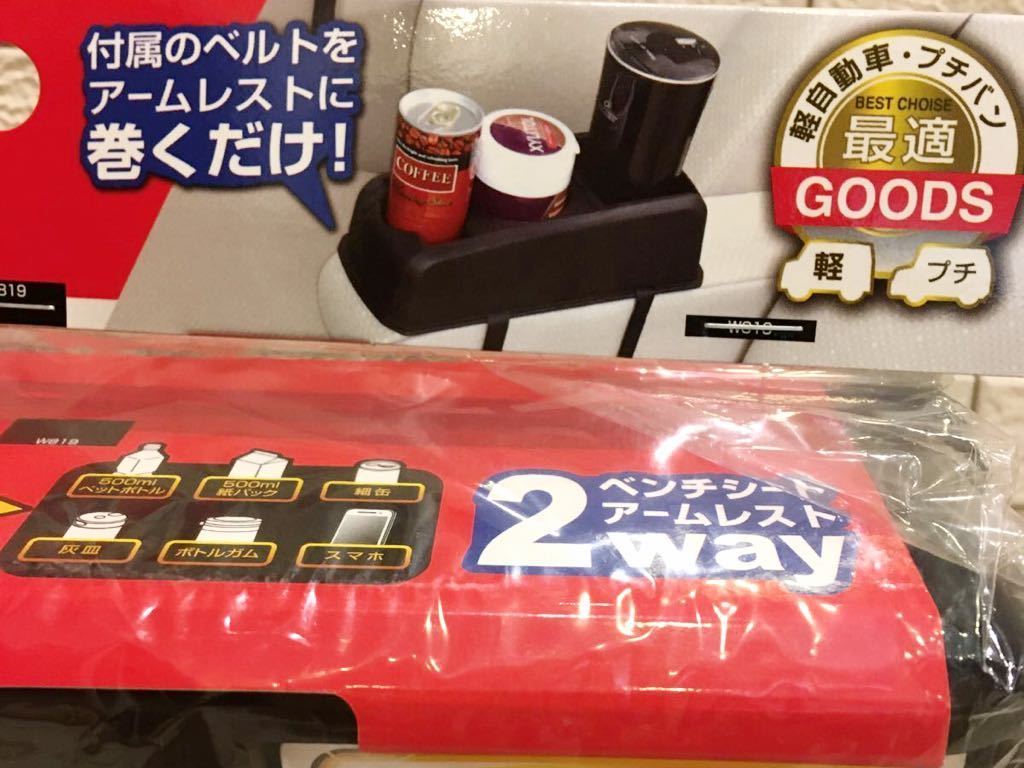 付属のベルトを
アームレストに
巻くだけ!
COFFEE
XYLITOL
軽自動車・プチバン
BEST CHOISE
最適
GOODS
軽
プチ
819
W819
W819
500ml
ペットボトル
500ml
紙パック
細缶
灰皿
ボトルガム
スマホ
2way
ベンチシート
アームレスト